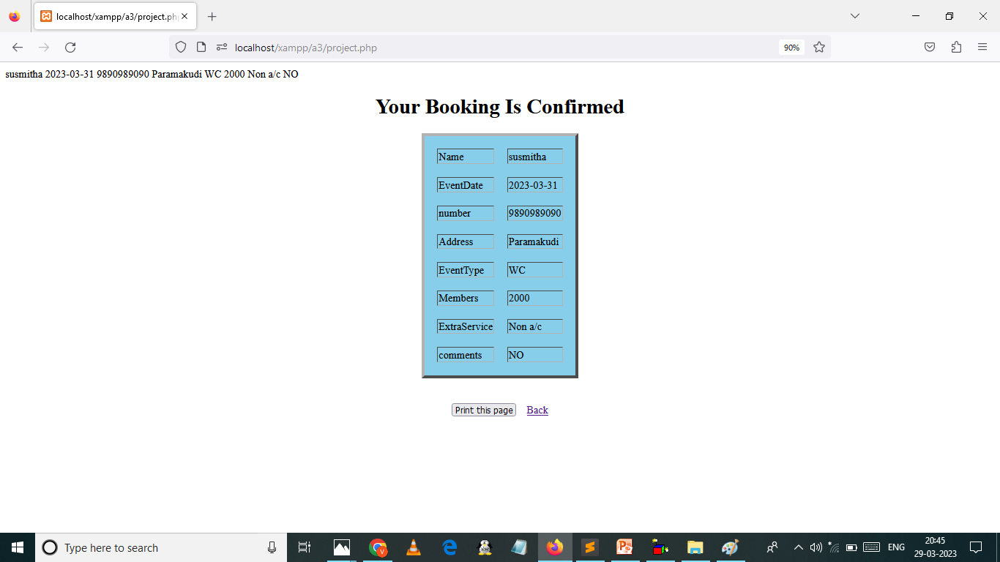 localhost/xampp/a3/project.php
localhost/xampp/a3/project.php
90%
susmitha 2023-03-31 9890989090 Paramakudi WC 2000 Non a/c NO
Your Booking Is Confirmed
Name susmitha
EventDate 2023-03-31
number 9890989090
Address Paramakudi
EventType WC
Members 2000
ExtraService Non a/c
comments NO
Print this page Back
Type here to search
V
P
ENG
20:45
29-03-2023